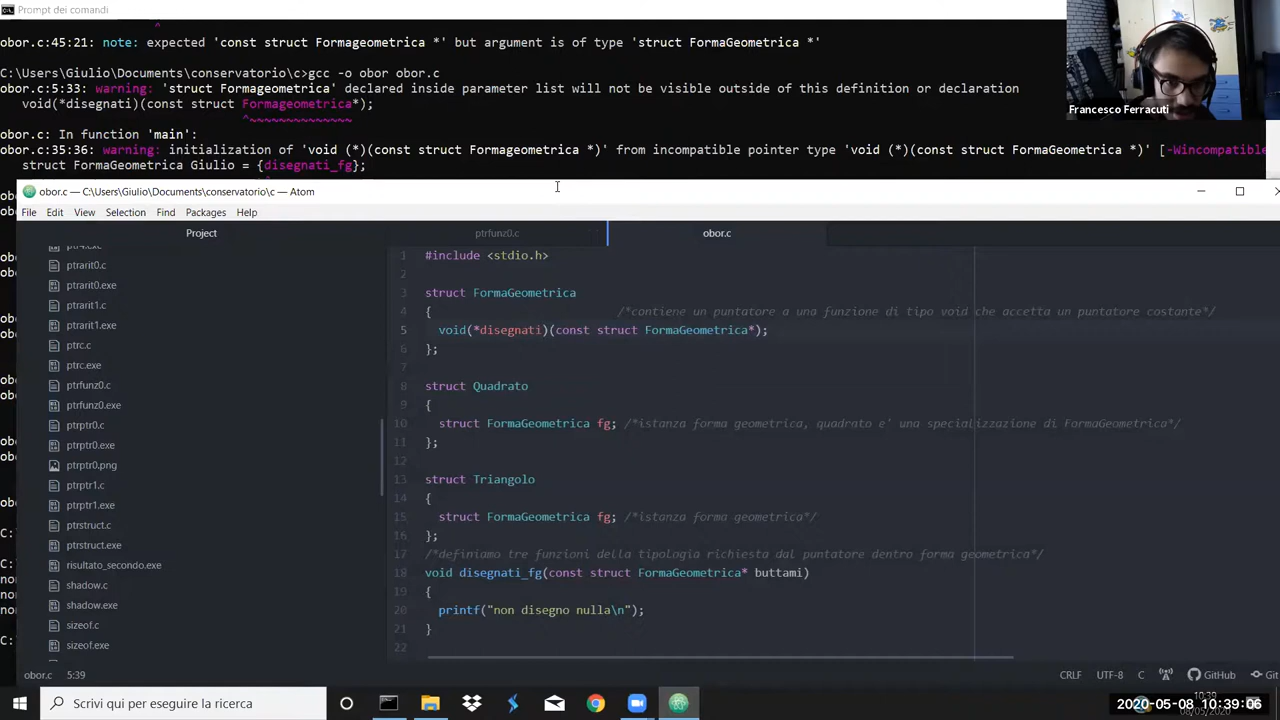 Prompt dei comandi
obor.c:45:21: note: expected 'const struct Formageometrica *' but argument is of type 'struct FormaGeometrica *'
C:\Users\Giulio\Documents\conservatorio\c>gcc -o obor obor.c
obor.c:5:33: warning: 'struct Formageometrica' declared inside parameter list will not be visible outside of this definition or declaration
void(*disegnati)(const struct Formageometrica*);
^~~~~~~~~~~~~~~
obor.c: In function 'main':
obor.c:35:36: warning: initialization of 'void (*)(const struct Formageometrica *)' from incompatible pointer type 'void (*)(const struct FormaGeometrica *)' [-Wincompatible
struct FormaGeometrica Giulio = {disegnati_fg};
Francesco Ferracuti
obor.c — C:\Users\Giulio\Documents\conservatorio\c — Atom
File Edit View Selection Find Packages Help
Project
ptrfunz0.c
obor.c
ptr4.exe
ptrarit0.c
ptrarit0.exe
ptrarit1.c
ptrarit1.exe
ptrc.c
ptrc.exe
ptrfunz0.c
ptrfunz0.exe
ptrptr0.c
ptrptr0.exe
ptrptr0.png
ptrptr1.c
ptrptr1.exe
ptrstruct.c
ptrstruct.exe
risultato_secondo.exe
shadow.c
shadow.exe
sizeof.c
sizeof.exe
1 #include <stdio.h>
2
3 struct FormaGeometrica
4 { /*contiene un puntatore a una funzione di tipo void che accetta un puntatore costante*/
5 void(*disegnati)(const struct FormaGeometrica*);
6 };
7
8 struct Quadrato
9 {
10 struct FormaGeometrica fg; /*istanza forma geometrica, quadrato e' una specializzazione di FormaGeometrica*/
11 };
12
13 struct Triangolo
14 {
15 struct FormaGeometrica fg; /*istanza forma geometrica*/
16 };
17 /*definiamo tre funzioni della tipologia richiesta dal puntatore dentro forma geometrica*/
18 void disegnati_fg(const struct FormaGeometrica* buttami)
19 {
20 printf("non disegno nulla\n");
21 }
22
obor.c 5:39
CRLF UTF-8 C GitHub Git
Scrivi qui per eseguire la ricerca
10:39
2020-05-08 10:39:06